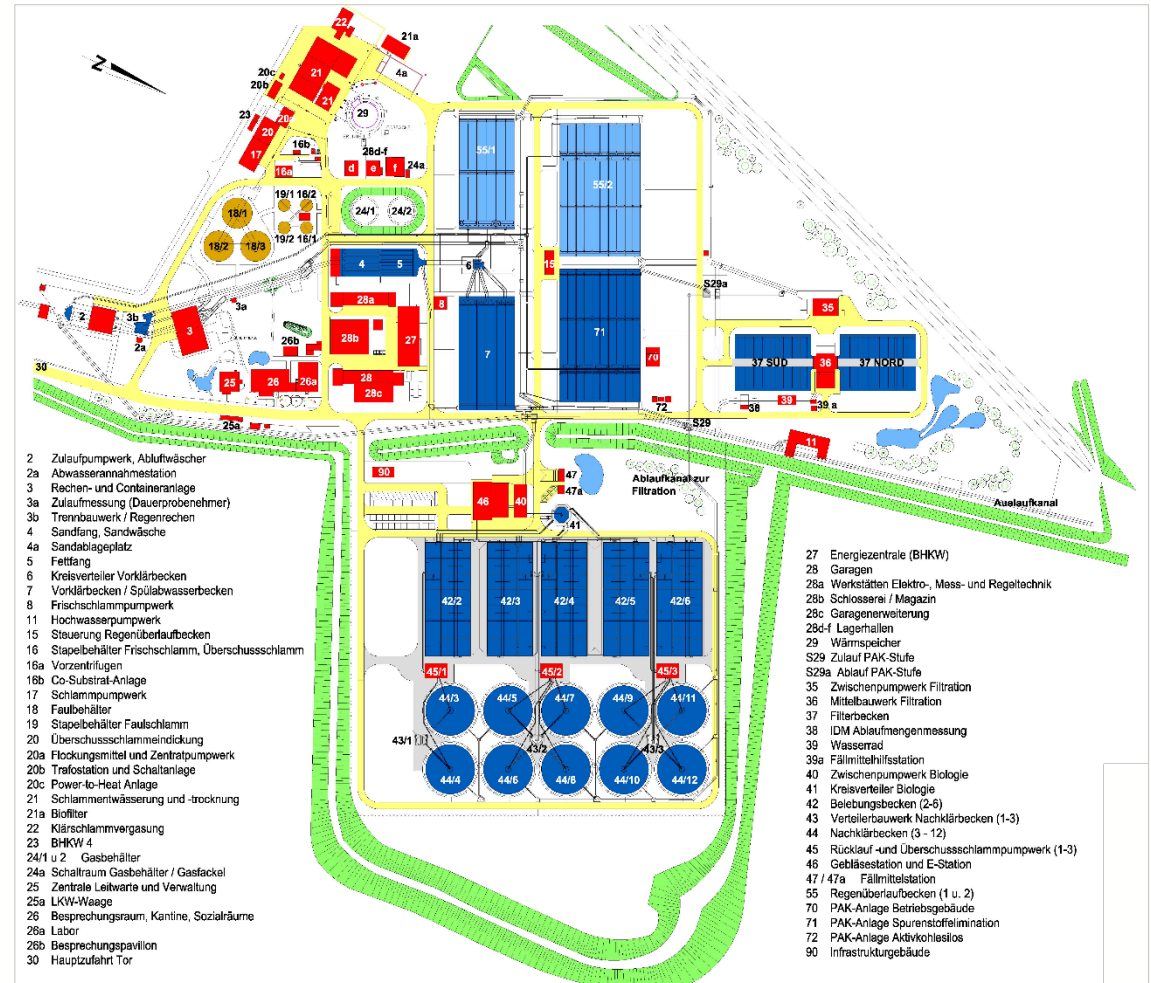 22
21a
Z
4a
20c
21
20b
21
23
20a
29
20
55/1
28d-f
16b
17
55/2
d
e
f
24a
16a
19/1
16/2
18/1
24/1
24/2
19/2
16/1
18/2
18/3
4
5
6
15
S29a
3a
28a
8
35
2
3b
3
2a
28b
27
71
26b
7
70
37 SÜD
36
37 NORD
30
25
26
26a
28
28c
72
38
39
39 a
25a
S29
11
90
47
Ablaufkanal zur
Filtration
46
40
47a
Auslaufkanal
41
42/2
42/3
42/4
42/5
42/6
45/1
45/2
45/3
44/3
44/5
44/7
44/9
44/11
43/1
43/2
43/3
44/4
44/6
44/8
44/10
44/12
2 Zulaufpumpwerk, Abluftwäscher
2a Abwasserannahmestation
3 Rechen- und Containeranlage
3a Zulaufmessung (Dauerprobenehmer)
3b Trennbauwerk / Regenrechen
4 Sandfang, Sandwäsche
4a Sandablageplatz
5 Fettfang
6 Kreisverteiler Vorklärbecken
7 Vorklärbecken / Spülabwasserbecken
8 Frischschlammpumpwerk
11 Hochwasserpumpwerk
15 Steuerung Regenüberlaufbecken
16 Stapelbehälter Frischschlamm, Überschussschlamm
16a Vorzentrifugen
16b Co-Substrat-Anlage
17 Schlammpumpwerk
18 Faulbehälter
19 Stapelbehälter Faulschlamm
20 Überschussschlammeindickung
20a Flockungsmittel und Zentratpumpwerk
20b Trafostation und Schaltanlage
20c Power-to-Heat Anlage
21 Schlammentwässerung und -trocknung
21a Biofilter
22 Klärschlammvergasung
23 BHKW 4
24/1 u 2 Gasbehälter
24a Schaltraum Gasbehälter / Gasfackel
25 Zentrale Leitwarte und Verwaltung
25a LKW-Waage
26 Besprechungsraum, Kantine, Sozialräume
26a Labor
26b Besprechungspavillon
30 Hauptzufahrt Tor
27 Energiezentrale (BHKW)
28 Garagen
28a Werkstätten Elektro-, Mess- und Regeltechnik
28b Schlosserei / Magazin
28c Garagenerweiterung
28d-f Lagerhallen
29 Wärmspeicher
S29 Zulauf PAK-Stufe
S29a Ablauf PAK-Stufe
35 Zwischenpumpwerk Filtration
36 Mittelbauwerk Filtration
37 Filterbecken
38 IDM Ablaufmengenmessung
39 Wasserrad
39a Fällmittelhilfsstation
40 Zwischenpumpwerk Biologie
41 Kreisverteiler Biologie
42 Belebungsbecken (2-6)
43 Verteilerbauwerk Nachklärbecken (1-3)
44 Nachklärbecken (3 - 12)
45 Rücklauf -und Überschussschlammpumpwerk (1-3)
46 Gebläsestation und E-Station
47 / 47a Fällmittelstation
55 Regenüberlaufbecken (1 u. 2)
70 PAK-Anlage Betriebsgebäude
71 PAK-Anlage Spurenstoffelimination
72 PAK-Anlage Aktivkohlesilos
90 Infrastrukturgebäude